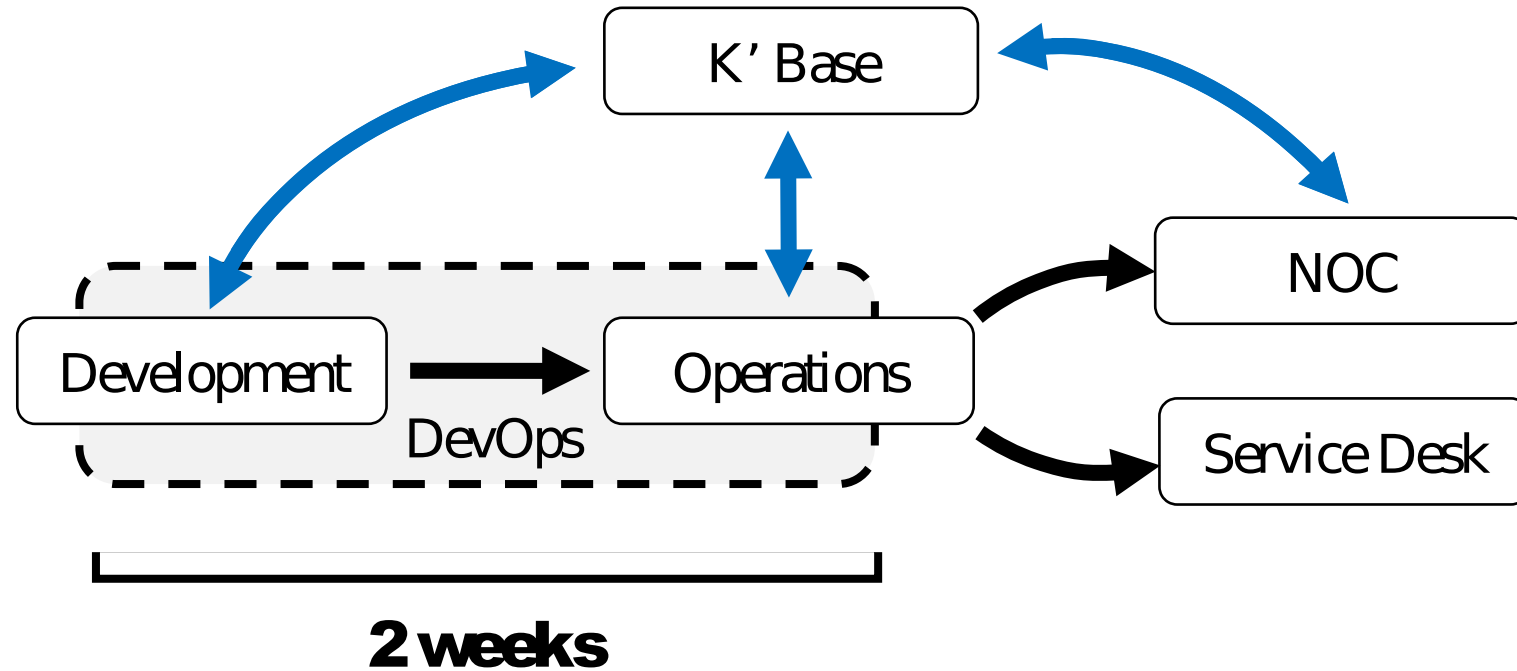 K’ Base
NOC
Development
Operations
DevOps
Service Desk
2 weeks